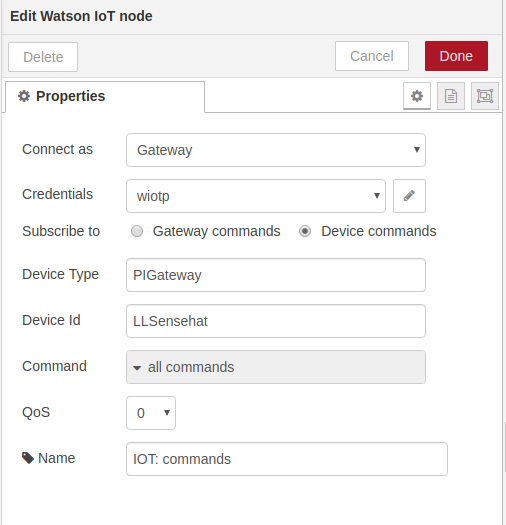 Edit Watson IoT node
Delete Cancel Done
Properties
Connect as Gateway
Credentials wiotp
Subscribe to Gateway commands Device commands
Device Type PIGateway
Device Id LLSensehat
Command all commands
QoS 0
Name IOT: commands